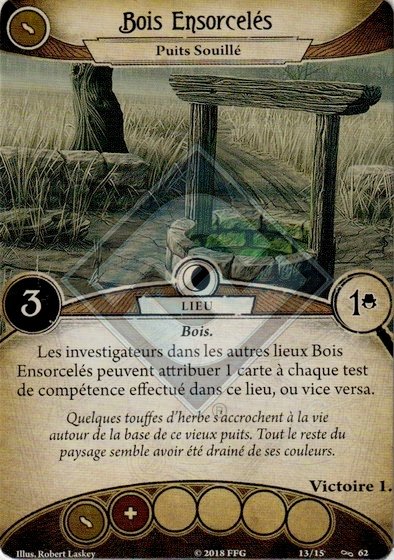 Bois Ensorcelés
Puits Souillé
3
LIEU
1
Bois.
Les investigateurs dans les autres lieux Bois
Ensorcelés peuvent attribuer 1 carte à chaque test
de compétence effectué dans ce lieu, ou vice versa.
®
Quelques touffes d'herbe s'accrochent à la vie
autour de la base de ce vieux puits. Tout le reste du
paysage semble avoir été drainé de ses couleurs.
Victoire 1.
Illus. Robert Laskey
© 2018 FFG
13/15
62